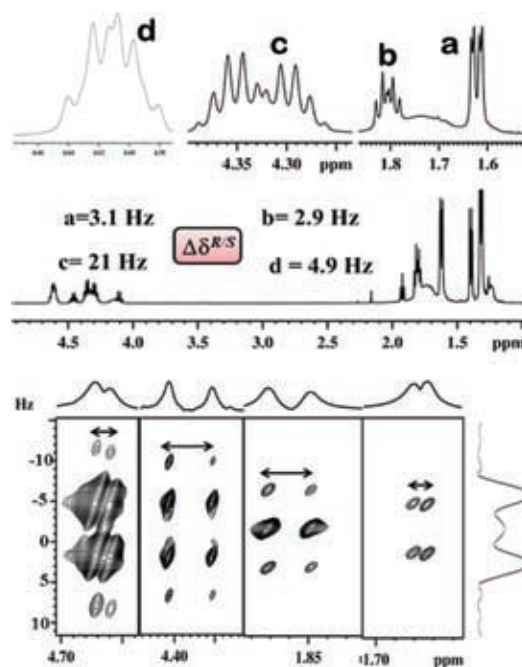 d c b a
4.35 4.30 ppm 1.8 1.7 1.6
a=3.1 Hz b= 2.9 Hz
Δδ^{R/S}
c= 21 Hz d = 4.9 Hz
4.5 4.0 3.5 3.0 2.5 2.0 1.5 ppm
Hz
-10
-5
0
5
10
4.70 4.40 1.85 1.70 ppm